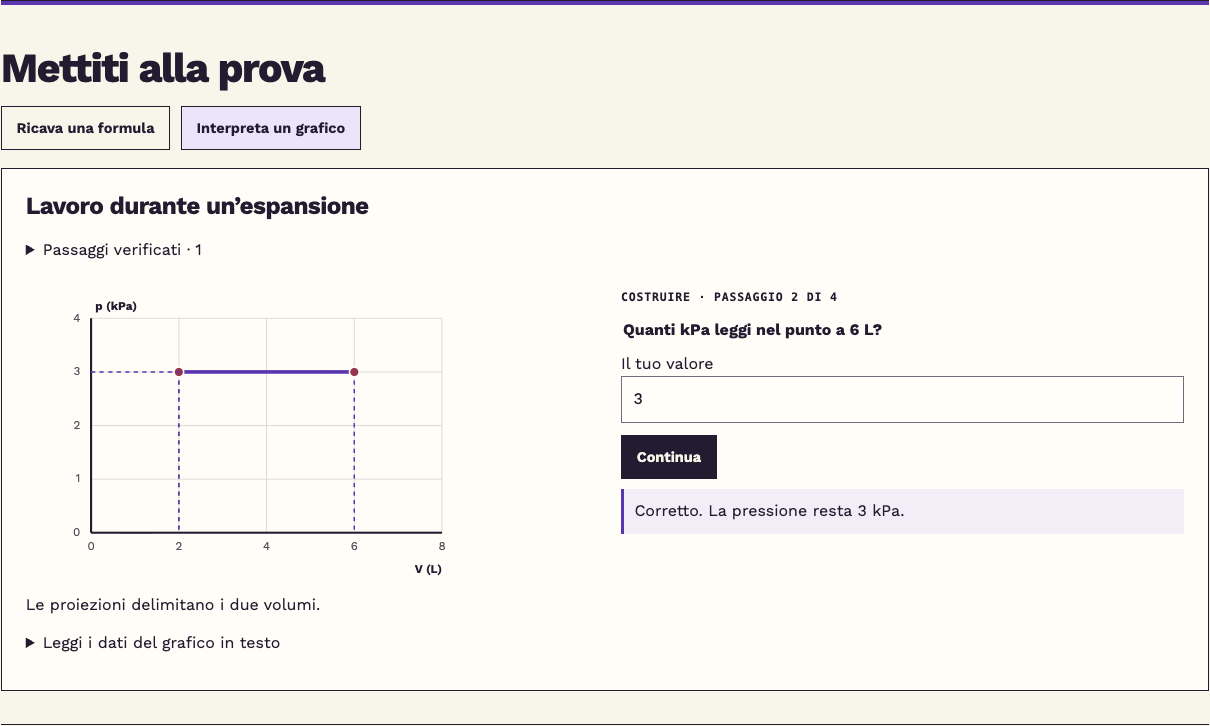 Mettiti alla prova
Ricava una formula
Interpreta un grafico
Lavoro durante un’espansione
▶ Passaggi verificati · 1
p (kPa)
4
3
2
1
0
0 2 4 6 8
V (L)
Le proiezioni delimitano i due volumi.
▶ Leggi i dati del grafico in testo
COSTRUIRE · PASSAGGIO 2 DI 4
Quanti kPa leggi nel punto a 6 L?
Il tuo valore
3
Continua
Corretto. La pressione resta 3 kPa.